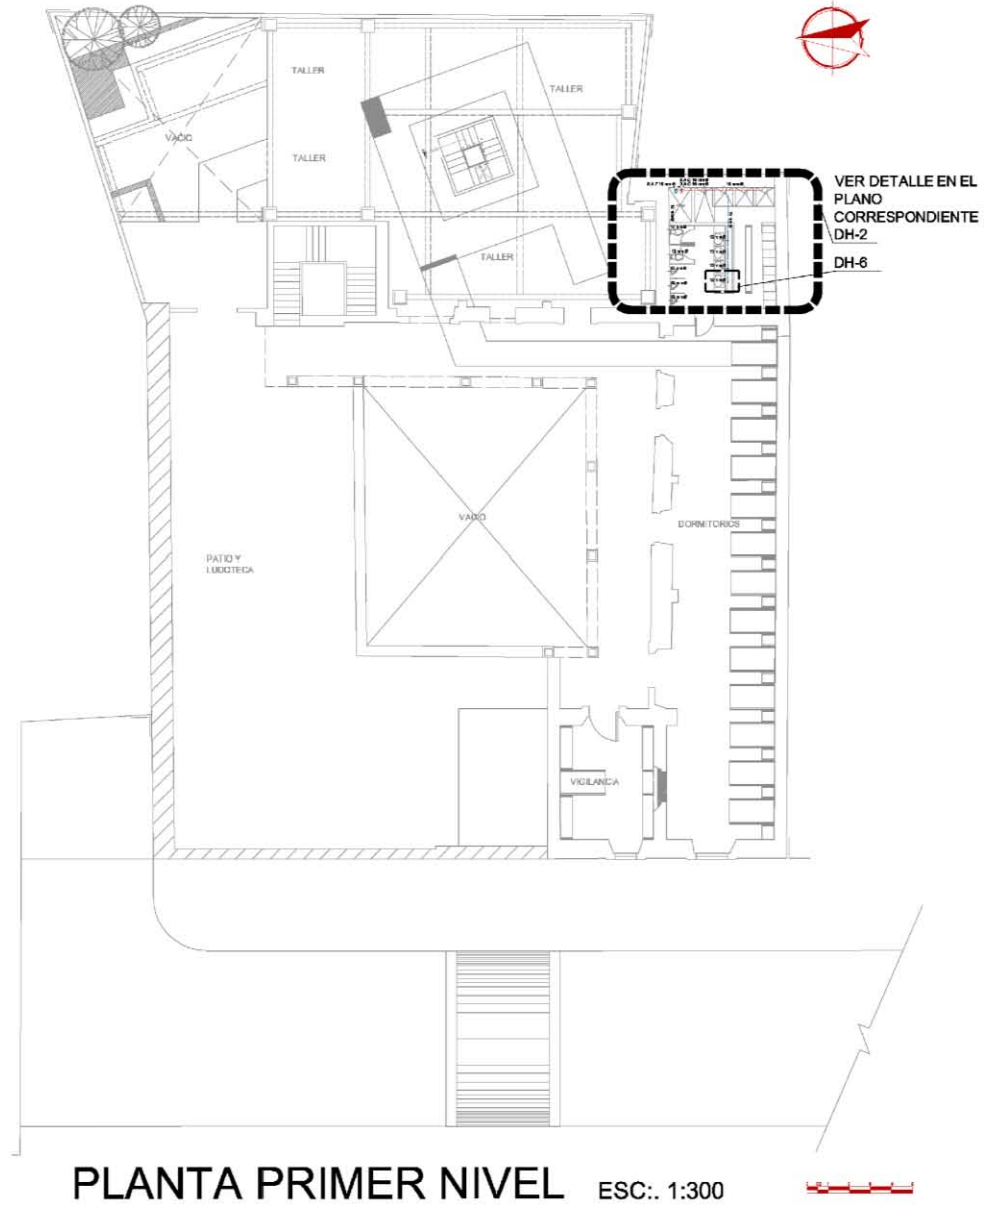 TALLER
TALLER
VACIO
TALLER
TALLER
VER DETALLE EN EL
PLANO
CORRESPONDIENTE
DH-2
DH-6
VACIO
DORMITORIOS
PATIO Y
LUDOTECA
VIGILANCIA
PLANTA PRIMER NIVEL ESC:. 1:300